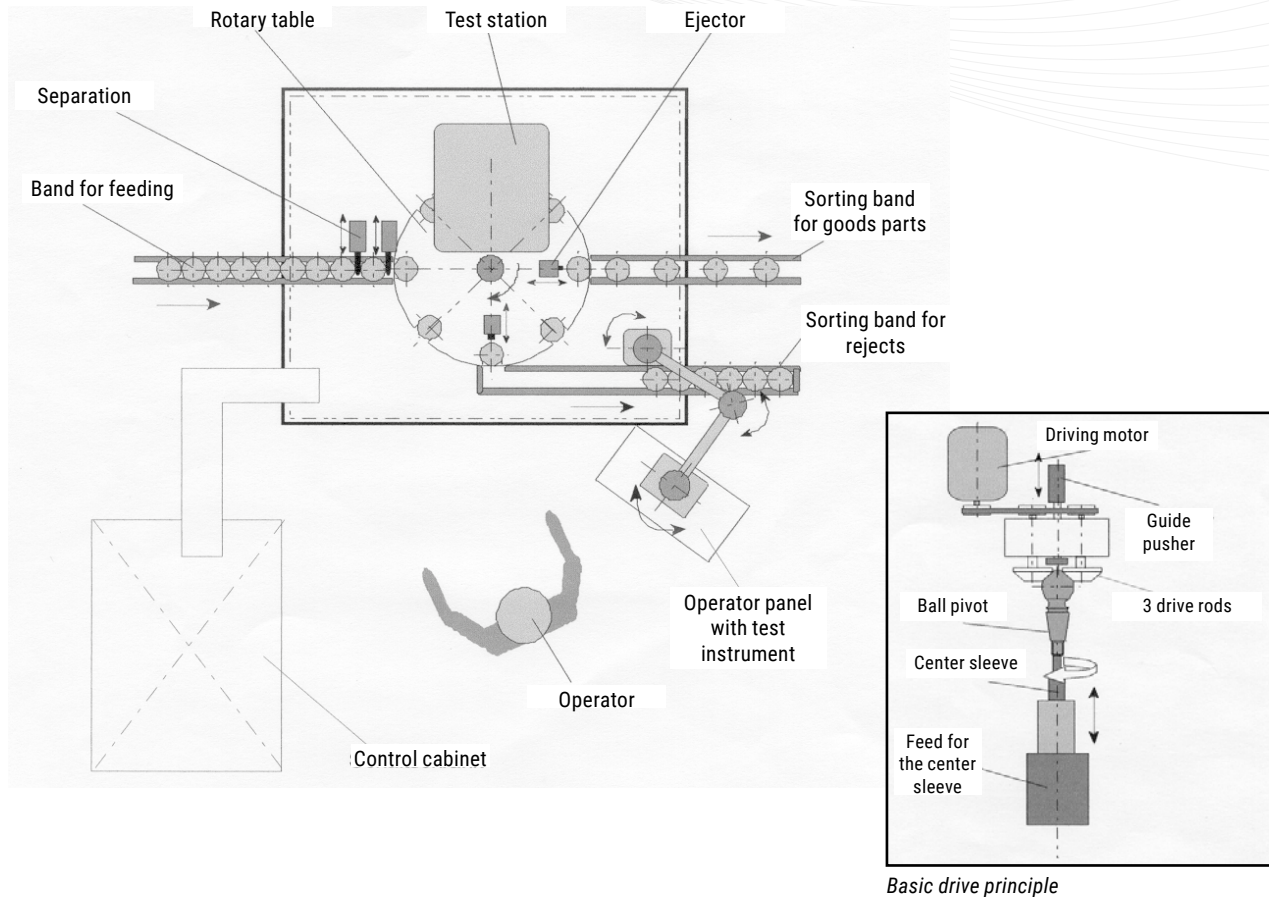 Rotary table
Test station
Ejector
Separation
Band for feeding
Sorting band
for goods parts
Sorting band for
rejects
Operator panel
with test
instrument
Operator
Control cabinet
Driving motor
Guide
pusher
Ball pivot
3 drive rods
Center sleeve
Feed for
the center
sleeve
Basic drive principle